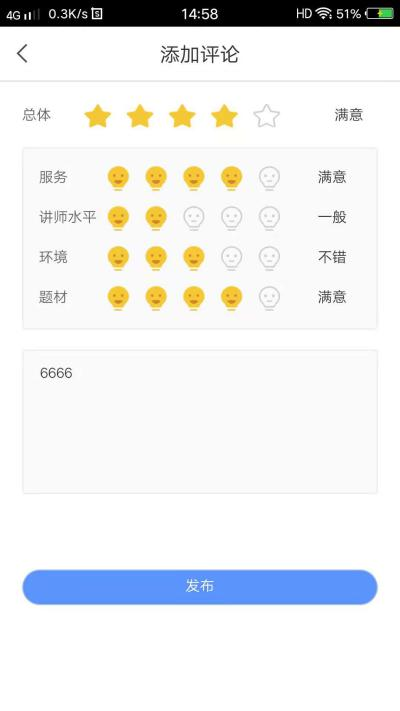 4G 0.3K/s 14:58 HD 51%
添加评论
总体 满意
服务 满意
讲师水平 一般
环境 不错
题材 满意
6666
发布